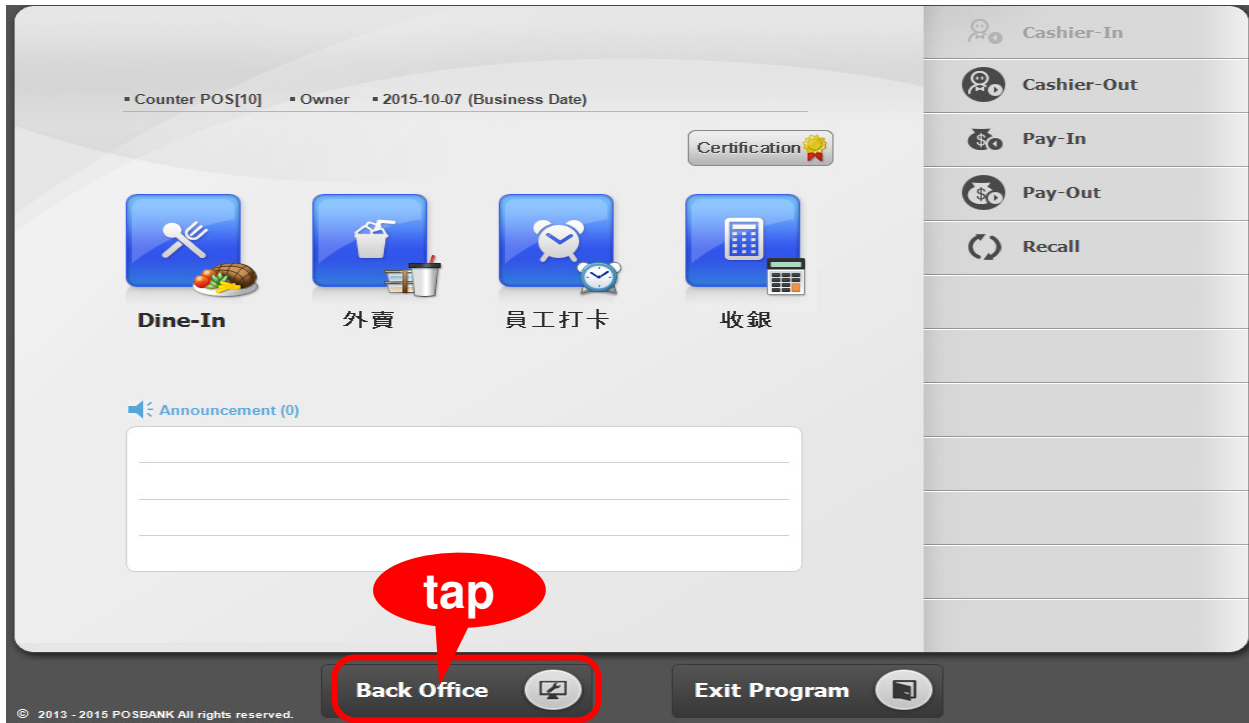 ▪ Counter POS[10] ▪ Owner ▪ 2015-10-07 (Business Date)
Certification
Dine-In
外賣
員工打卡
收銀
Announcement (0)
tap
Back Office
Exit Program
© 2013 - 2015 POSBANK All rights reserved.
Cashier-In
Cashier-Out
Pay-In
Pay-Out
Recall